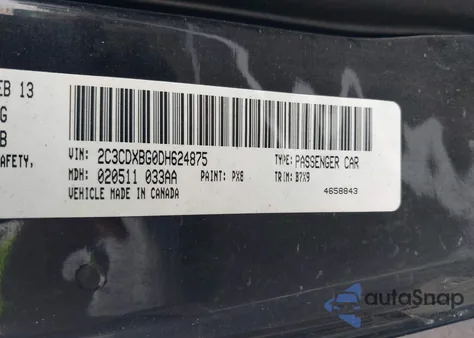 EB 13
G
B
AFETY,
VIN: 2C3CDXBG0DH624875
TYPE: PASSENGER CAR
MDH: 020511 033AA
PAINT: PX8
TRIM: B7X9
VEHICLE MADE IN CANADA
4658843
autoSnap